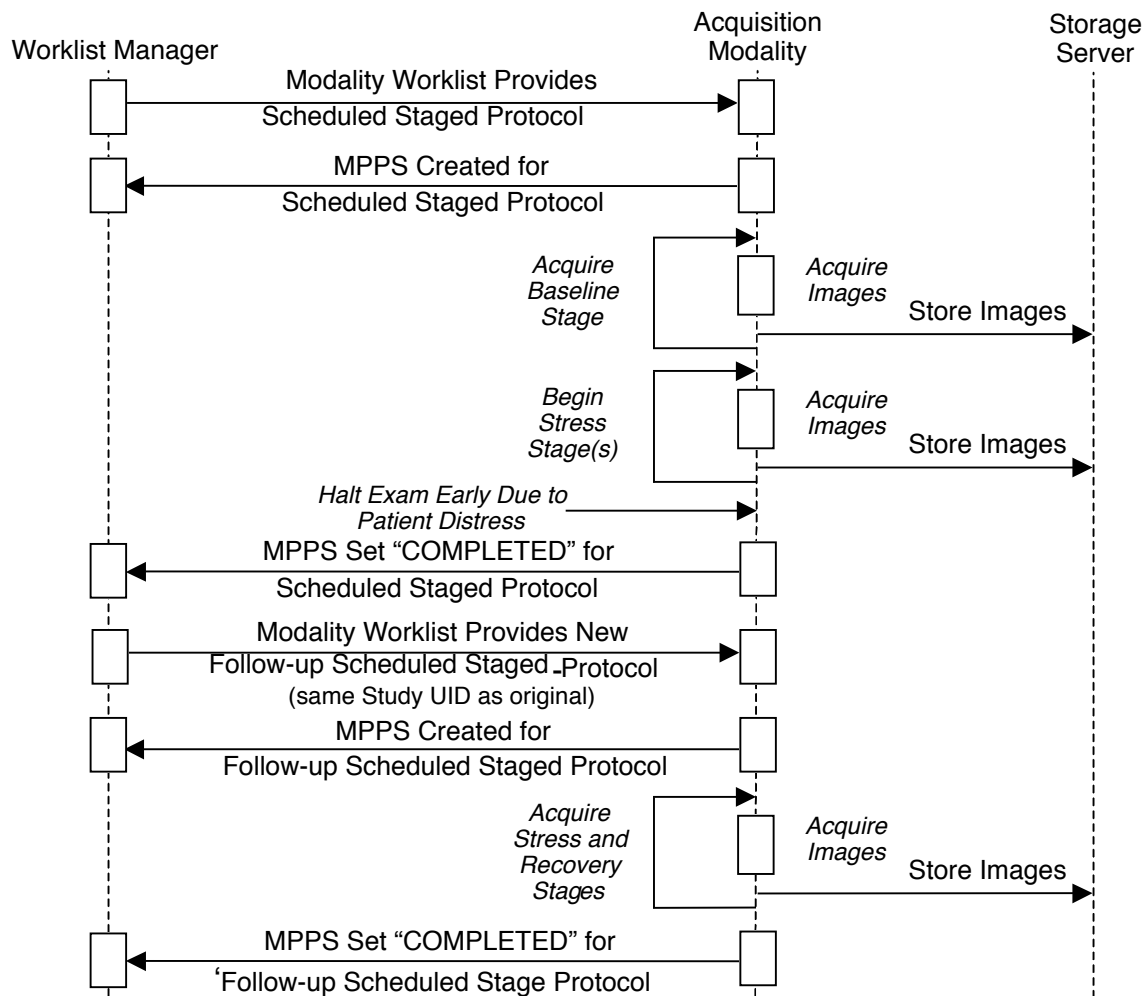 Worklist Manager
Acquisition
Modality
Storage
Server
Modality Worklist Provides
Scheduled Staged Protocol
MPPS Created for
Scheduled Staged Protocol
Acquire
Baseline
Stage
Acquire
Images
Store Images
Begin
Stress
Stage(s)
Acquire
Images
Store Images
Halt Exam Early Due to
Patient Distress
MPPS Set “COMPLETED” for
Scheduled Staged Protocol
Modality Worklist Provides New
Follow-up Scheduled Staged-Protocol
(same Study UID as original)
MPPS Created for
Follow-up Scheduled Staged Protocol
Acquire
Stress and
Recovery
Stages
Acquire
Images
Store Images
MPPS Set “COMPLETED” for
‘Follow-up Scheduled Stage Protocol